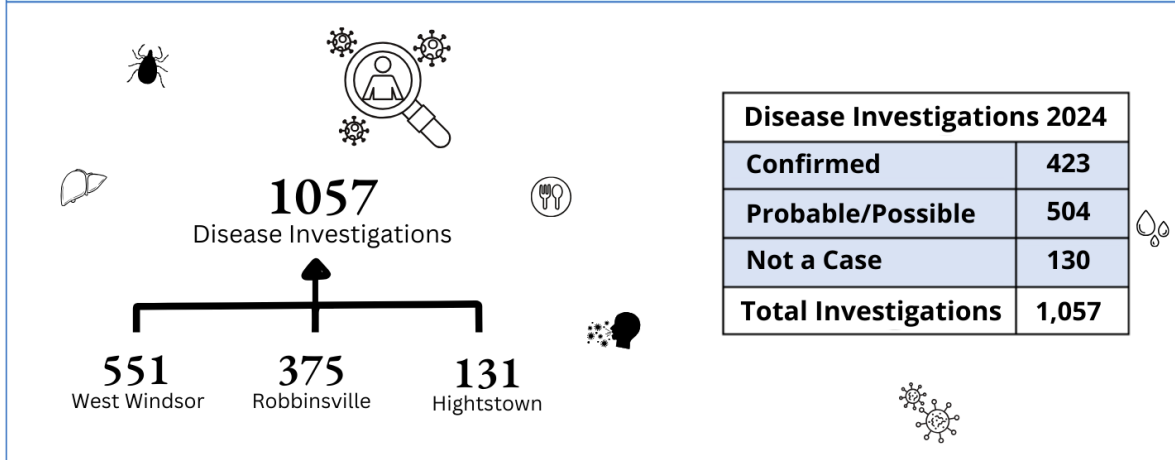 1057
Disease Investigations
551
West Windsor
375
Robbinsville
131
Hightstown
Disease Investigations 2024
Confirmed 423
Probable/Possible 504
Not a Case 130
Total Investigations 1,057